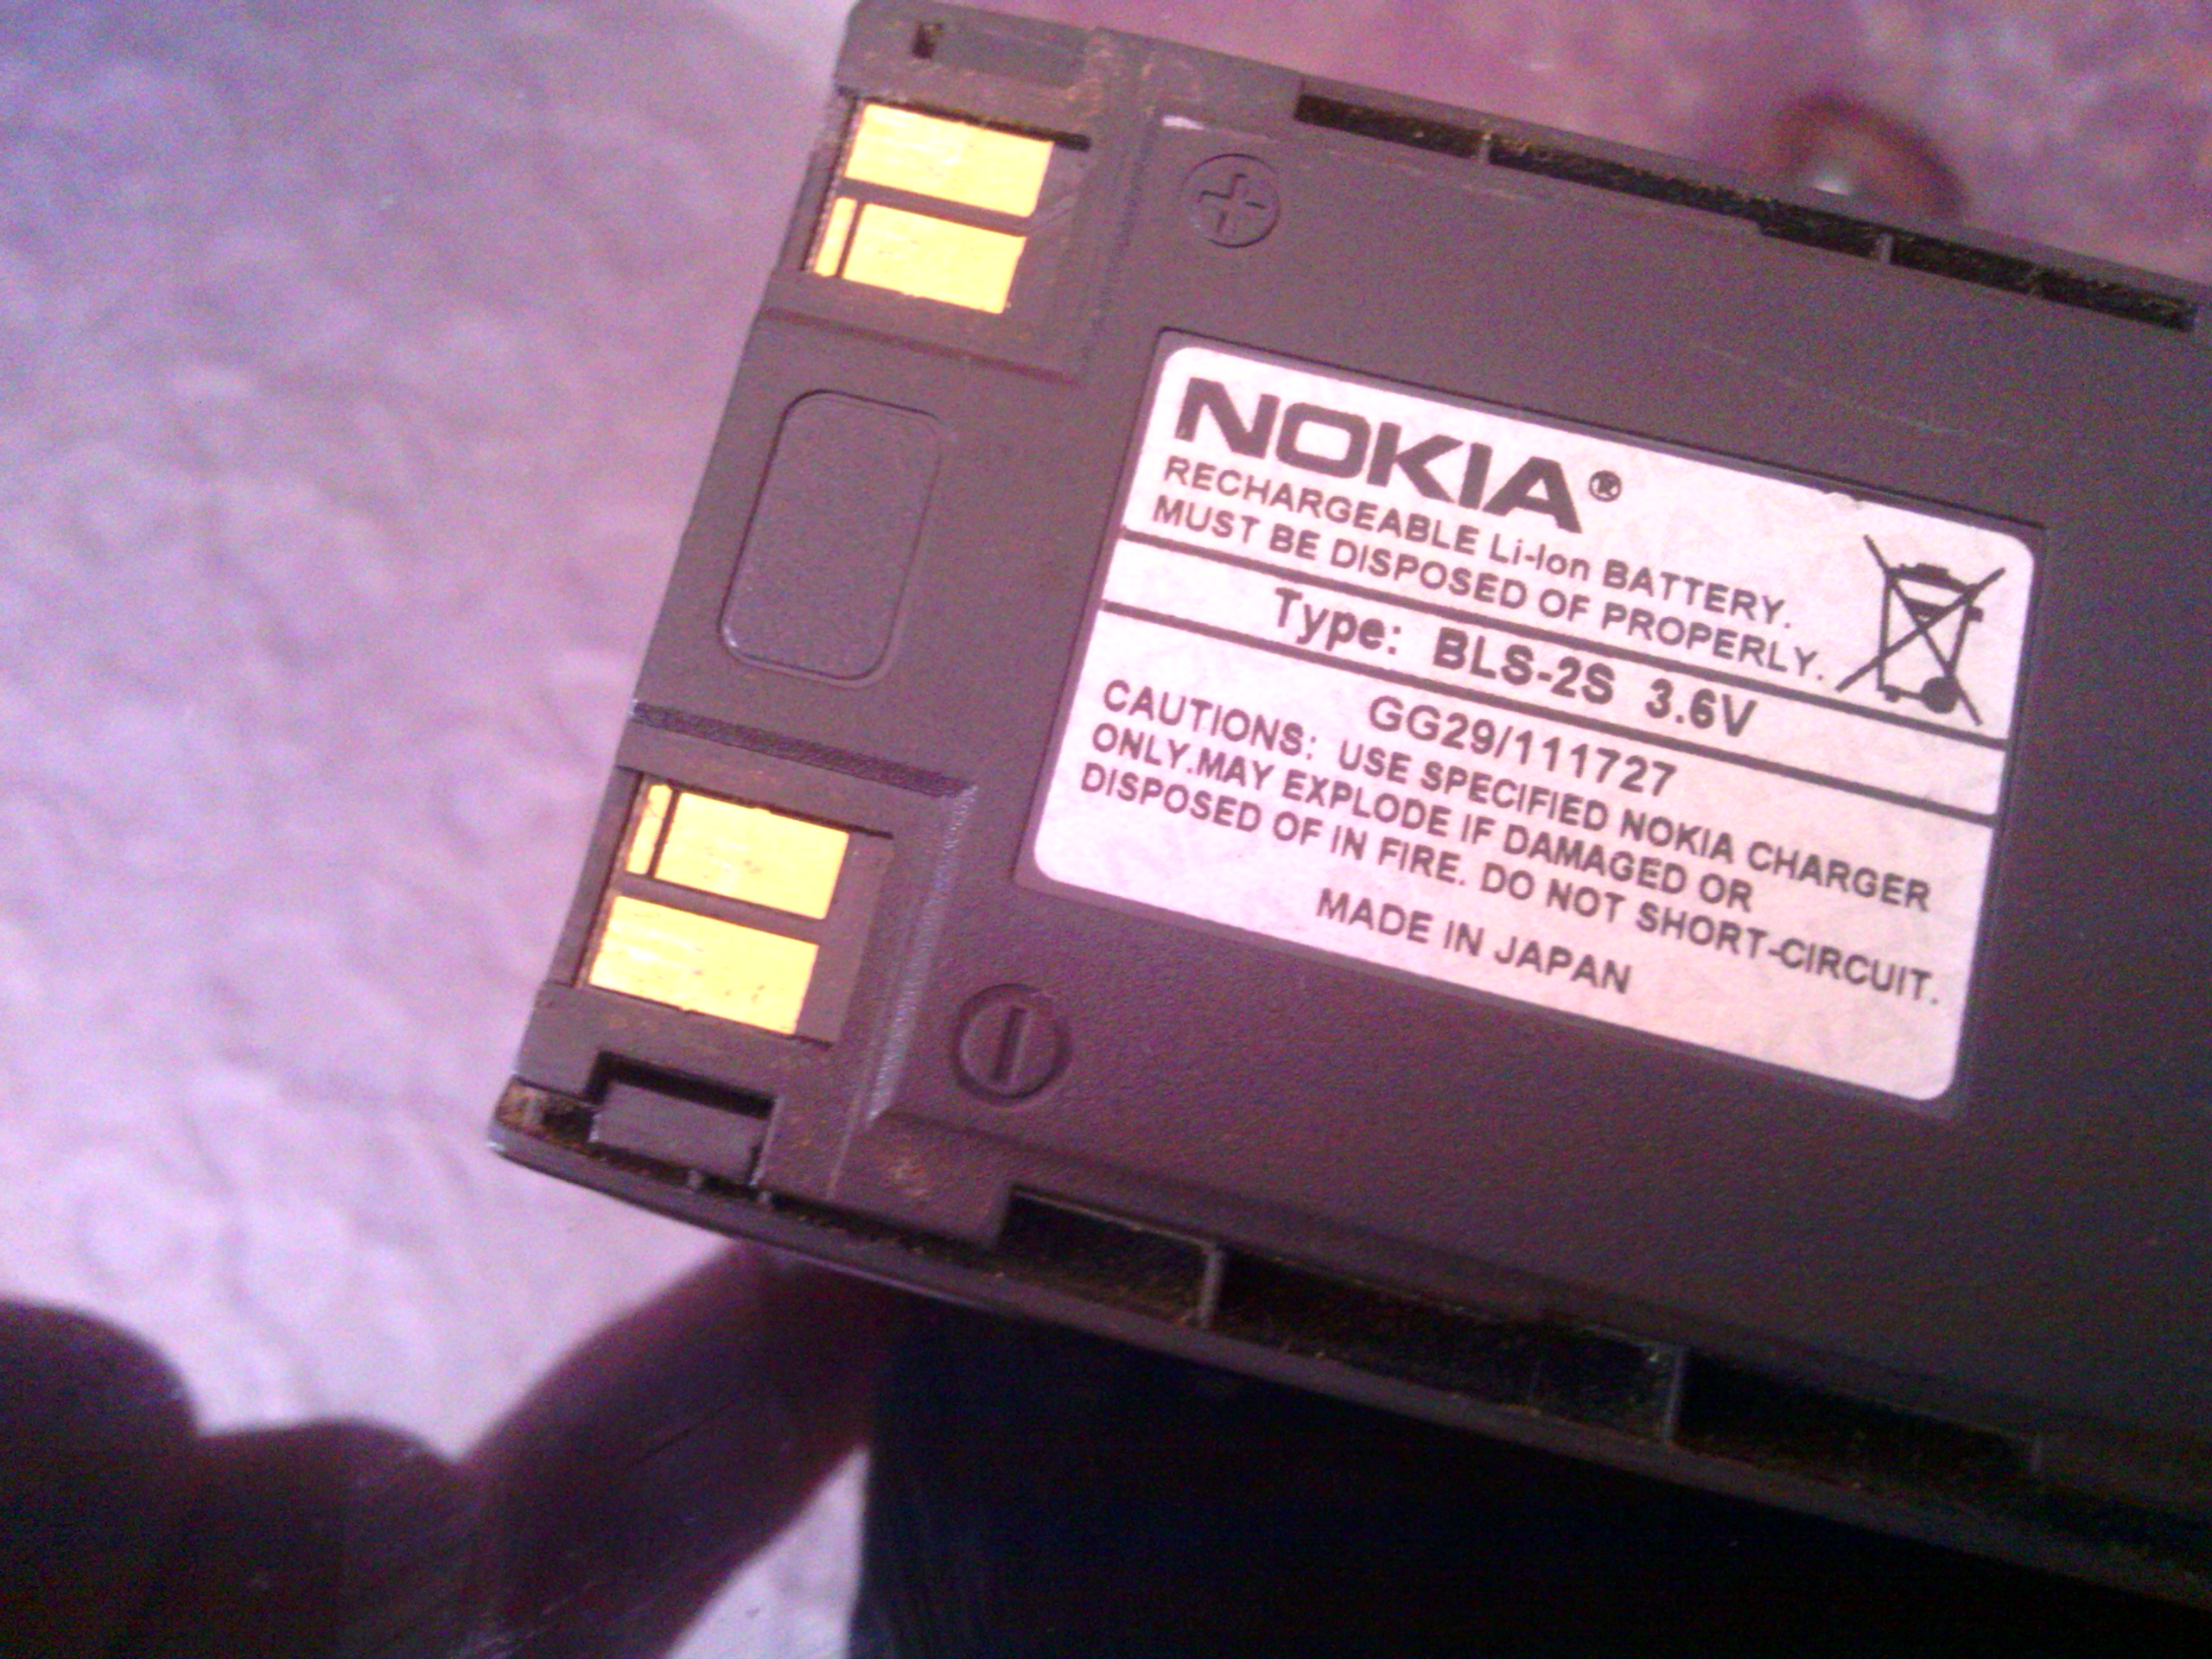 NOKIA®
RECHARGEABLE Li-Ion BATTERY.
MUST BE DISPOSED OF PROPERLY.
Type: BLS-2S 3.6V
GG29/111727
CAUTIONS: USE SPECIFIED NOKIA CHARGER
ONLY.MAY EXPLODE IF DAMAGED OR
DISPOSED OF IN FIRE. DO NOT SHORT-CIRCUIT.
MADE IN JAPAN